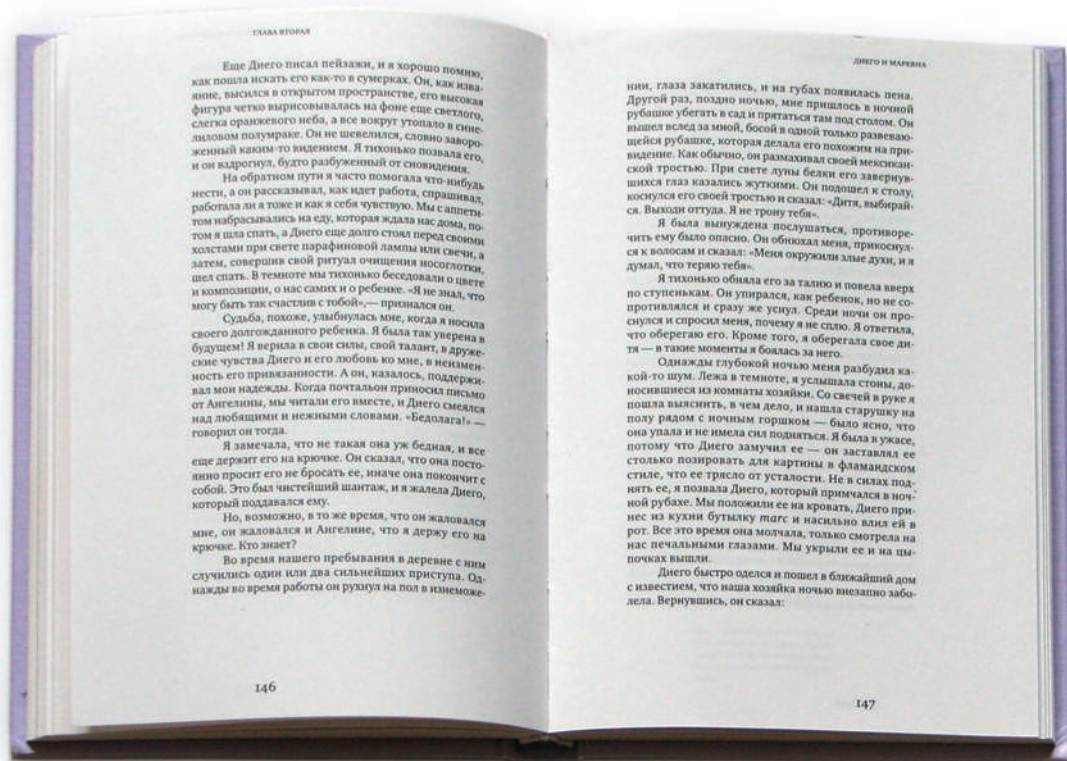 ГЛАВА ВТОРАЯ
Еще Диего писал пейзажи, и я хорошо помню,
как пошла искать его как-то в сумерках. Он, как изва-
яние, высился в открытом пространстве, его высокая
фигура четко вырисовывалась на фоне еще светлого,
слегка оранжевого неба, а все вокруг утопало в сине-
лиловом полумраке. Он не шевелился, словно заворо-
женный каким-то видением. Я тихонько позвала его,
и он вздрогнул, будто разбуженный от сновидения.
На обратном пути я часто помогала что-нибудь
нести, а он рассказывал, как идет работа, спрашивал,
работала ли я тоже и как я себя чувствую. Мы с аппети-
том набрасывались на еду, которая ждала нас дома, по-
том я шла спать, а Диего еще долго стоял перед своими
холстами при свете парафиновой лампы или свечи, а
затем, совершив свой ритуал очищения носоглотки,
шел спать. В темноте мы тихонько беседовали о цвете
и композиции, о нас самих и о ребенке. «Я не знал, что
могу быть так счастлив с тобой»,— признался он.
Судьба, похоже, улыбнулась мне, когда я носила
своего долгожданного ребенка. Я была так уверена в
будущем! Я верила в свои силы, свой талант, в друже-
ские чувства Диего и его любовь ко мне, в неизмен-
ность его привязанности. А он, казалось, поддержи-
вал мои надежды. Когда почтальон приносил письмо
от Ангелины, мы читали его вместе, и Диего смеялся
над любящими и нежными словами. «Бедолага!» —
говорил он тогда.
Я замечала, что не такая она уж бедная, и все
еще держит его на крючке. Он сказал, что она посто-
янно просит его не бросать ее, иначе она покончит с
собой. Это был чистейший шантаж, и я жалела Диего,
который поддавался ему.
Но, возможно, в то же время, что он жаловался
мне, он жаловался и Ангелине, что я держу его на
крючке. Кто знает?
Во время нашего пребывания в деревне с ним
случились один или два сильнейших приступа. Од-
нажды во время работы он рухнул на пол в изнеможе-
146
ДИЕГО И МАРЕВНА
нии, глаза закатились, и на губах появилась пена.
Другой раз, поздно ночью, мне пришлось в ночной
рубашке убегать в сад и прятаться там под столом. Он
вышел вслед за мной, босой в одной только развеваю-
щейся рубашке, которая делала его похожим на при-
видение. Как обычно, он размахивал своей мексикан-
ской тростью. При свете луны белки его завернув-
шихся глаз казались жуткими. Он подошел к столу,
коснулся его своей тростью и сказал: «Дитя, выбирай-
ся. Выходи оттуда. Я не трону тебя».
Я была вынуждена послушаться, противоре-
чить ему было опасно. Он обнюхал меня, прикоснул-
ся к волосам и сказал: «Меня окружили злые духи, и я
думал, что теряю тебя».
Я тихонько обняла его за талию и повела вверх
по ступенькам. Он упирался, как ребенок, но не со-
противлялся и сразу же уснул. Среди ночи он про-
снулся и спросил меня, почему я не сплю. Я ответила,
что оберегаю его. Кроме того, я оберегала свое ди-
тя — в такие моменты я боялась за него.
Однажды глубокой ночью меня разбудил ка-
кой-то шум. Лежа в темноте, я услышала стоны, до-
носившиеся из комнаты хозяйки. Со свечей в руке я
пошла выяснить, в чем дело, и нашла старушку на
полу рядом с ночным горшком — было ясно, что
она упала и не имела сил подняться. Я была в ужасе,
потому что Диего замучил ее — он заставлял ее
столько позировать для картины в фламандском
стиле, что ее трясло от усталости. Не в силах под-
нять ее, я позвала Диего, который примчался в ноч-
ной рубахе. Мы положили ее на кровать, Диего при-
нес из кухни бутылку marc и насильно влил ей в
рот. Все это время она молчала, только смотрела на
нас печальными глазами. Мы укрыли ее и на цы-
почках вышли.
Диего быстро оделся и пошел в ближайший дом
с известием, что наша хозяйка ночью внезапно забо-
лела. Вернувшись, он сказал:
147